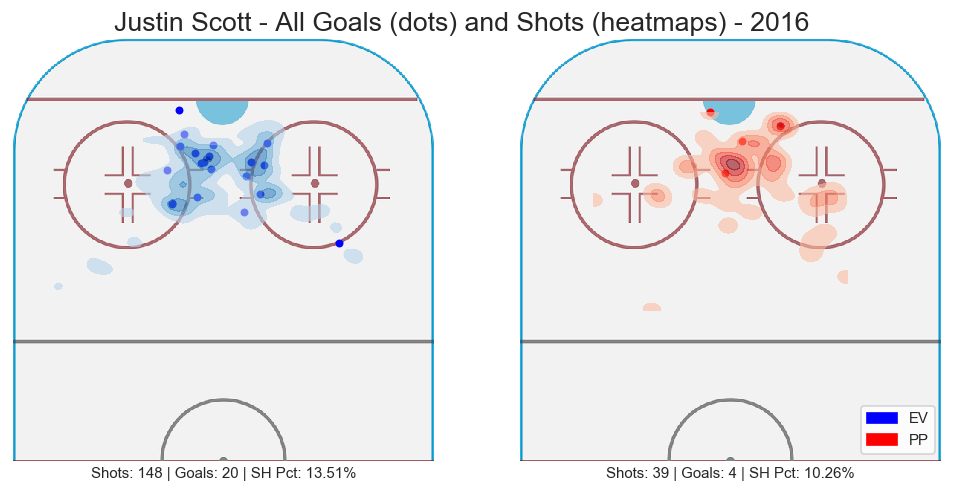 Justin Scott - All Goals (dots) and Shots (heatmaps) - 2016
EV
PP
Shots: 148 | Goals: 20 | SH Pct: 13.51%
Shots: 39 | Goals: 4 | SH Pct: 10.26%